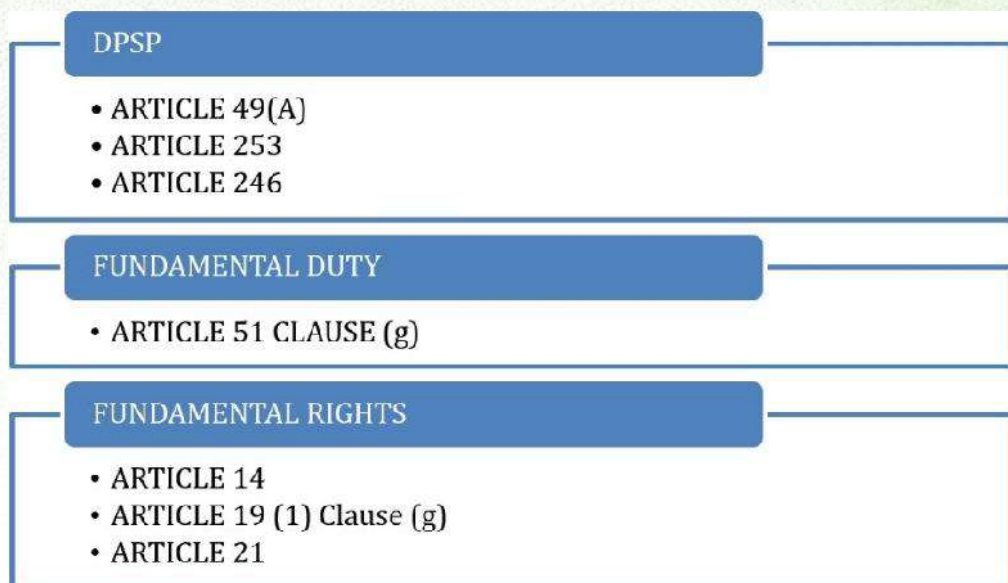 DPSP
• ARTICLE 49(A)
• ARTICLE 253
• ARTICLE 246
FUNDAMENTAL DUTY
• ARTICLE 51 CLAUSE (g)
FUNDAMENTAL RIGHTS
• ARTICLE 14
• ARTICLE 19 (1) Clause (g)
• ARTICLE 21